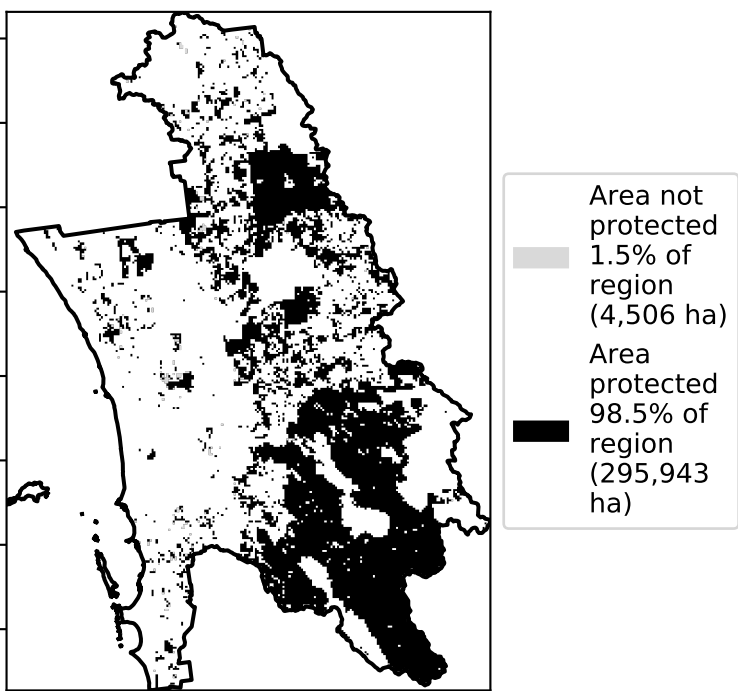 Area not
protected
1.5% of
region
(4,506 ha)
Area
protected
98.5% of
region
(295,943
ha)